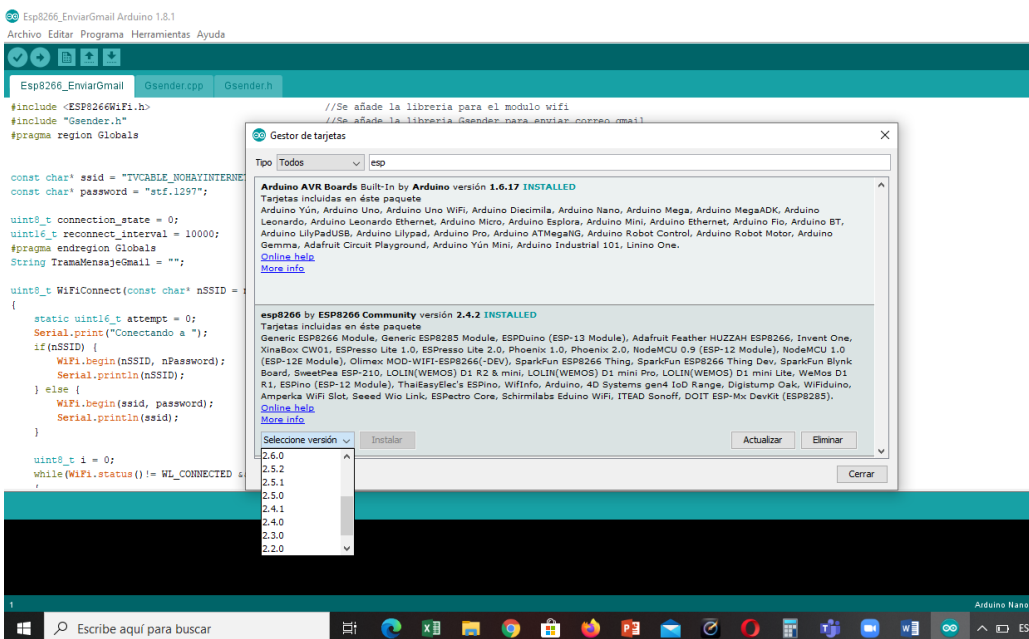 Esp8266_EnviarGmail Arduino 1.8.1
Archivo Editar Programa Herramientas Ayuda
Esp8266_EnviarGmail Gsender.cpp Gsender.h
#include <ESP8266WiFi.h> //Se añade la libreria para el modulo wifi
#include "Gsender.h" //Se añade la libreria Gsender para enviar correo gmail
#pragma region Globals
const char* ssid = "TVCABLE_NOHAYINTERNE
const char* password = "stf.1297";
uint8_t connection_state = 0;
uint16_t reconnect_interval = 10000;
#pragma endregion Globals
String TramaMensajeGmail = "";
uint8_t WiFiConnect(const char* nSSID =
{
static uint16_t attempt = 0;
Serial.print("Conectando a ");
if(nSSID) {
WiFi.begin(nSSID, nPassword);
Serial.println(nSSID);
} else {
WiFi.begin(ssid, password);
Serial.println(ssid);
}
uint8_t i = 0;
while(WiFi.status()!= WL_CONNECTED
Gestor de tarjetas
Tipo Todos esp
Arduino AVR Boards Built-In by Arduino versión 1.6.17 INSTALLED
Tarjetas incluidas en éste paquete
Arduino Yún, Arduino Uno, Arduino Uno WiFi, Arduino Diecimila, Arduino Nano, Arduino Mega, Arduino MegaADK, Arduino
Leonardo, Arduino Leonardo Ethernet, Arduino Micro, Arduino Esplora, Arduino Mini, Arduino Ethernet, Arduino Fio, Arduino BT,
Arduino LilyPadUSB, Arduino Lilypad, Arduino Pro, Arduino ATMegaNG, Arduino Robot Control, Arduino Robot Motor, Arduino
Gemma, Adafruit Circuit Playground, Arduino Yún Mini, Arduino Industrial 101, Linino One.
Online help
More info
esp8266 by ESP8266 Community versión 2.4.2 INSTALLED
Tarjetas incluidas en éste paquete
Generic ESP8266 Module, Generic ESP8285 Module, ESPDuino (ESP-13 Module), Adafruit Feather HUZZAH ESP8266, Invent One,
XinaBox CW01, ESPresso Lite 1.0, ESPresso Lite 2.0, Phoenix 1.0, Phoenix 2.0, NodeMCU 0.9 (ESP-12 Module), NodeMCU 1.0
(ESP-12E Module), Olimex MOD-WIFI-ESP8266(-DEV), SparkFun ESP8266 Thing, SparkFun ESP8266 Thing Dev, SparkFun Blynk
Board, SweetPea ESP-210, LOLIN(WEMOS) D1 R2 & mini, LOLIN(WEMOS) D1 mini Pro, LOLIN(WEMOS) D1 mini Lite, WeMos D1
R1, ESPino (ESP-12 Module), ThaiEasyElec's ESPino, WifInfo, Arduino, 4D Systems gen4 IoD Range, Digistump Oak, WiFiduino,
Amperka WiFi Slot, Seeed Wio Link, ESPectro Core, Schirmilabs Eduino WiFi, ITEAD Sonoff, DOIT ESP-Mx DevKit (ESP8285).
Online help
More info
Seleccione versión Instalar Actualizar Eliminar
2.6.0
2.5.2
2.5.1
2.5.0
2.4.1
2.4.0
2.3.0
2.2.0
Cerrar
1 Arduino Nano
Escribe aquí para buscar ES